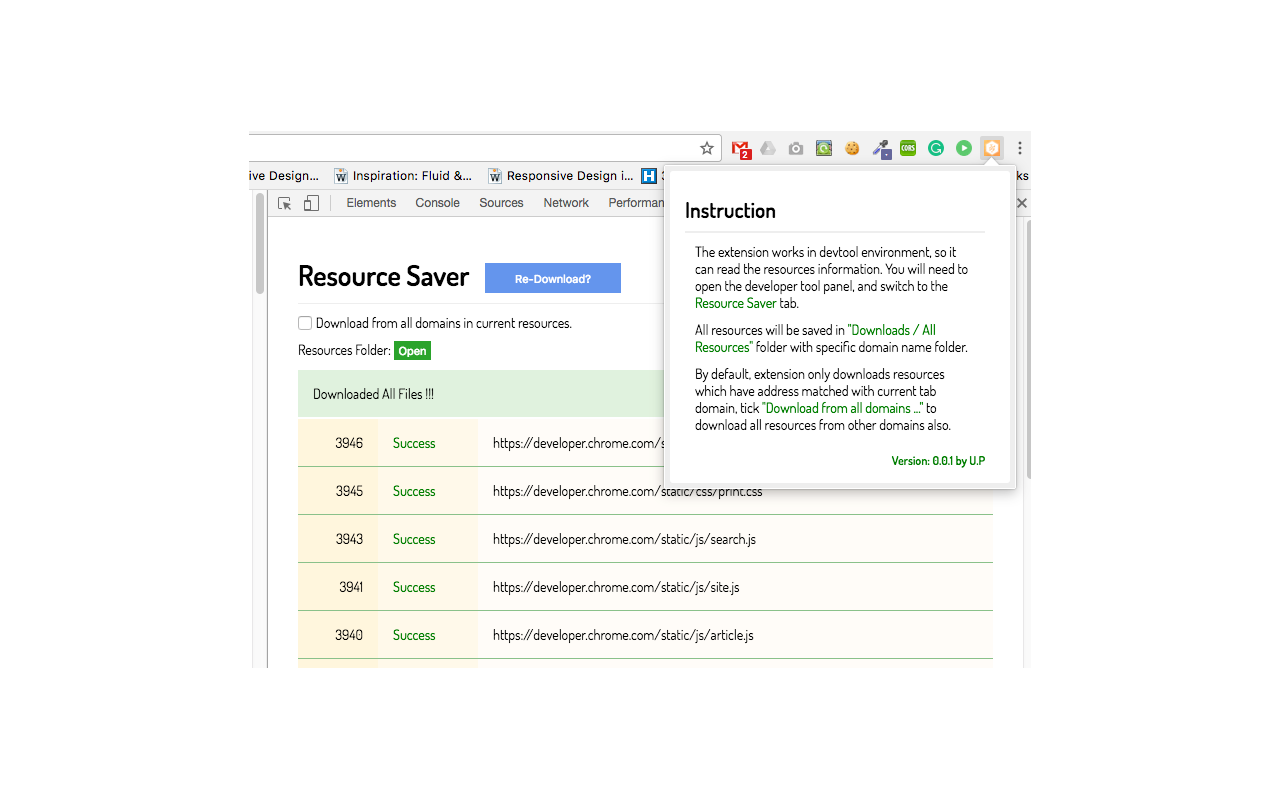 2
CORS
ive Design...
Inspiration: Fluid &...
Responsive Design i...
H
ks
Elements Console Sources Network Performan
Instruction
The extension works in devtool environment, so it
can read the resources information. You will need to
open the developer tool panel, and switch to the
Resource Saver tab.
All resources will be saved in "Downloads / All
Resources" folder with specific domain name folder.
By default, extension only downloads resources
which have address matched with current tab
domain, tick "Download from all domains ..." to
download all resources from other domains also.
Version: 0.0.1 by U.P
Resource Saver
Re-Download?
Download from all domains in current resources.
Resources Folder: Open
Downloaded All Files !!!
3946 Success https://developer.chrome.com/s
3945 Success https://developer.chrome.com/static/css/print.css
3943 Success https://developer.chrome.com/static/js/search.js
3941 Success https://developer.chrome.com/static/js/site.js
3940 Success https://developer.chrome.com/static/js/article.js